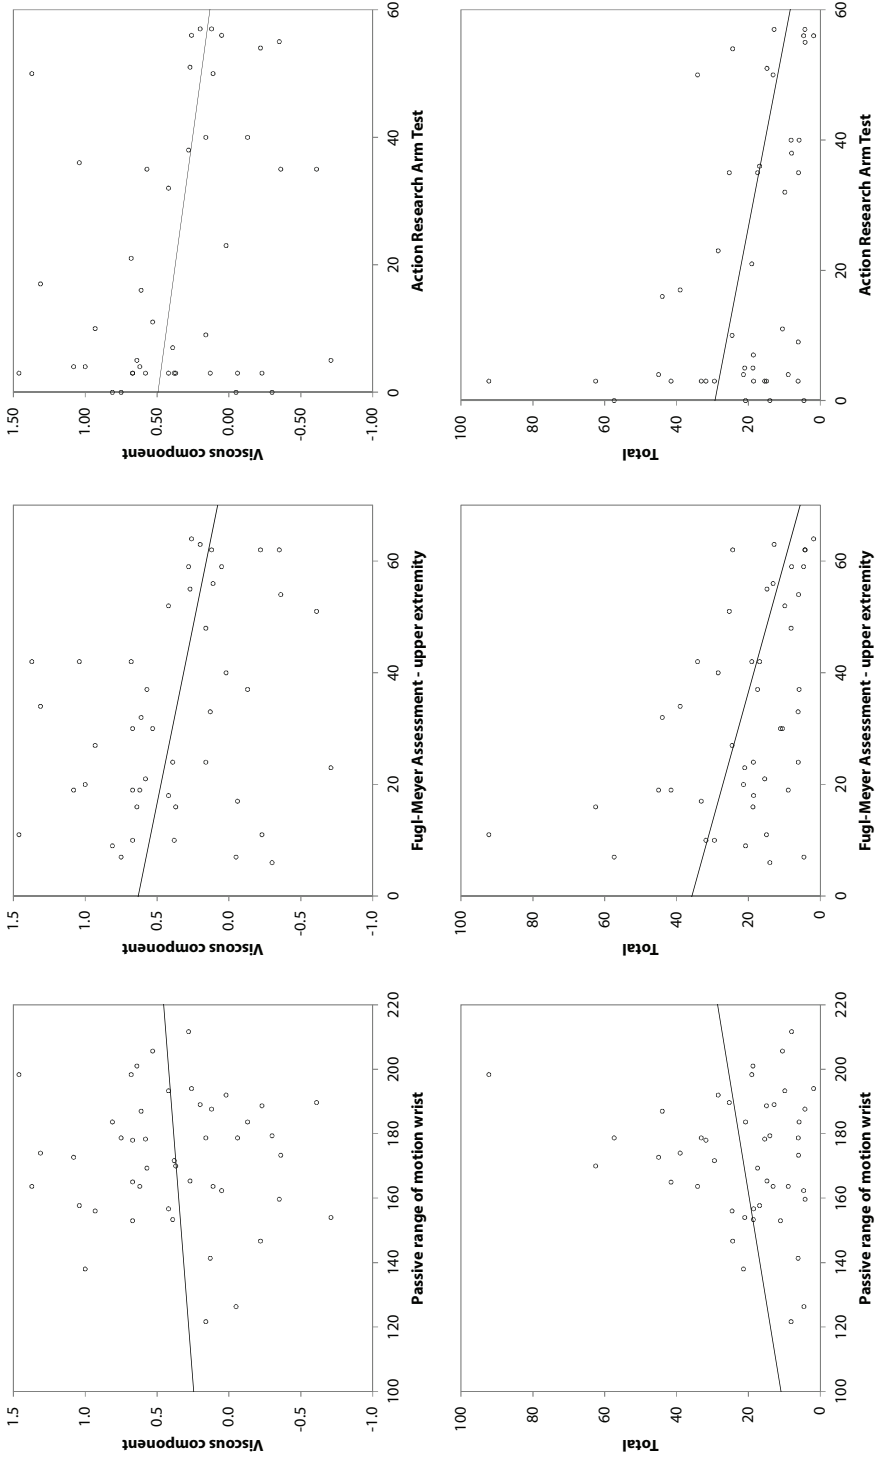 Viscous component
1.5
1.0
0.5
0.0
-0.5
-1.0
100 120 140 160 180 200 220
Passive range of motion wrist
Viscous component
1.5
1.0
0.5
0.0
-0.5
-1.0
0 20 40 60
Fugl-Meyer Assessment - upper extremity
Viscous component
1.50
1.00
0.50
0.00
-0.50
-1.00
0 20 40 60
Action Research Arm Test
Total
100
80
60
40
20
0
100 120 140 160 180 200 220
Passive range of motion wrist
Total
100
80
60
40
20
0
0 20 40 60
Fugl-Meyer Assessment - upper extremity
Total
100
80
60
40
20
0
0 20 40 60
Action Research Arm Test